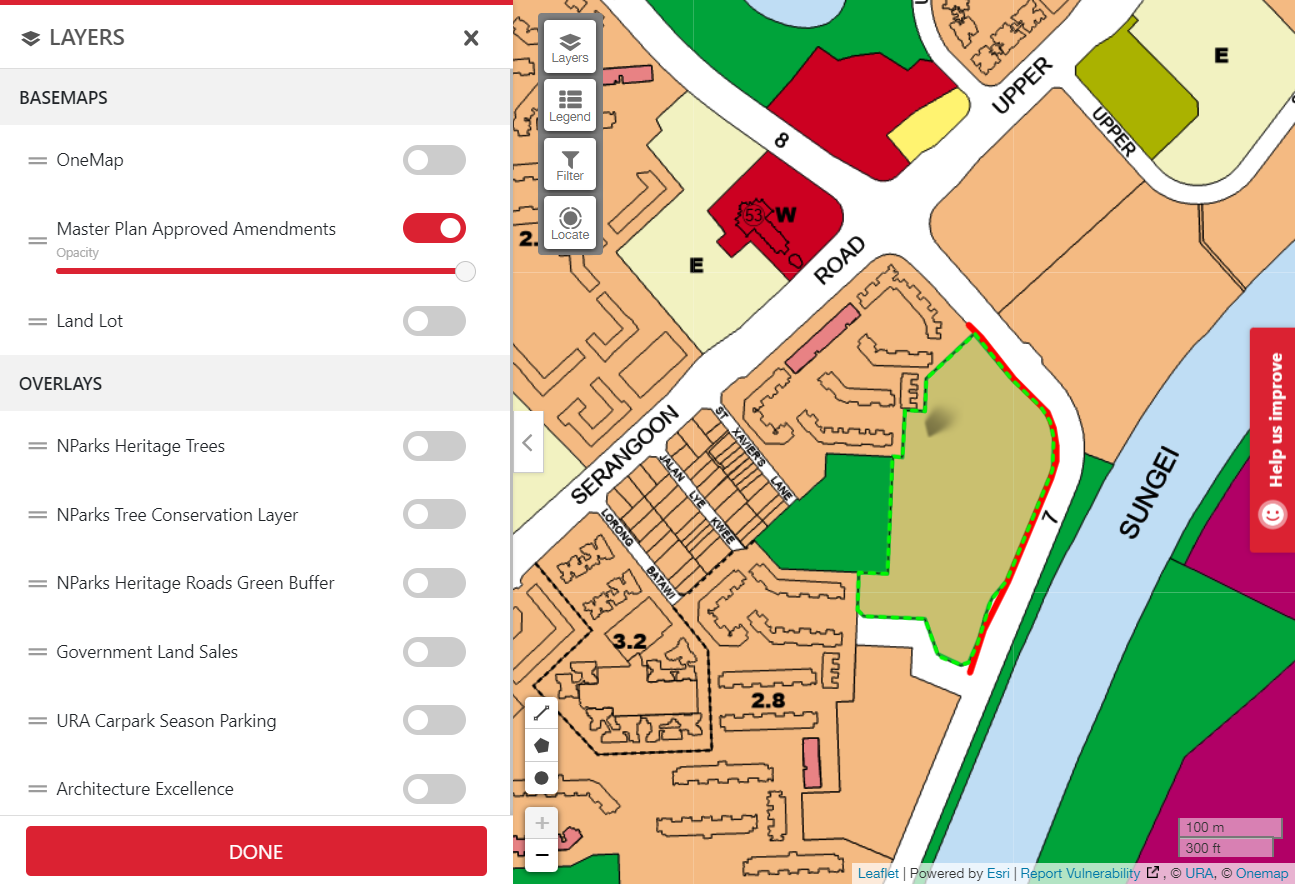 LAYERS
BASEMAPS
OneMap
Master Plan Approved Amendments
Opacity
Land Lot
OVERLAYS
NParks Heritage Trees
NParks Tree Conservation Layer
NParks Heritage Roads Green Buffer
Government Land Sales
URA Carpark Season Parking
Architecture Excellence
DONE
Layers
Legend
Filter
Locate
UPPER
E
UPPER
8
53
W
2.
E
ROAD
SERANGOON
ST XAVIER'S LANE
JALAN LYE KWEE
LORONG BATAWI
SUNGEI
7
3.2
2.8
Help us improve
100 m
300 ft
Leaflet | Powered by Esri | Report Vulnerability , © URA, © Onemap